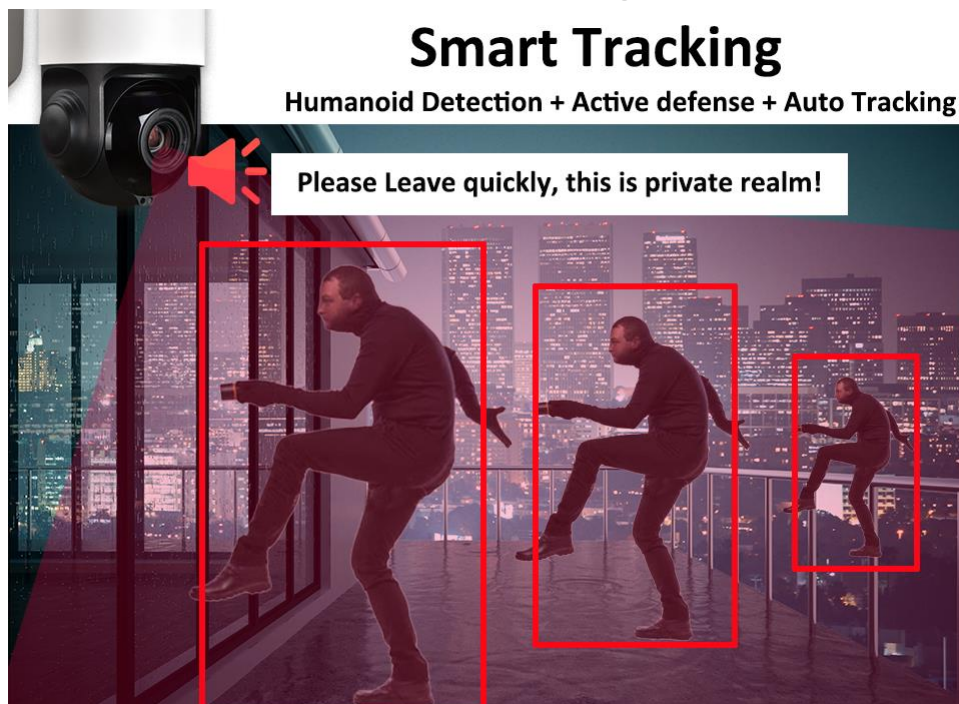 Smart Tracking
Humanoid Detection + Active defense + Auto Tracking
Please Leave quickly, this is private realm!